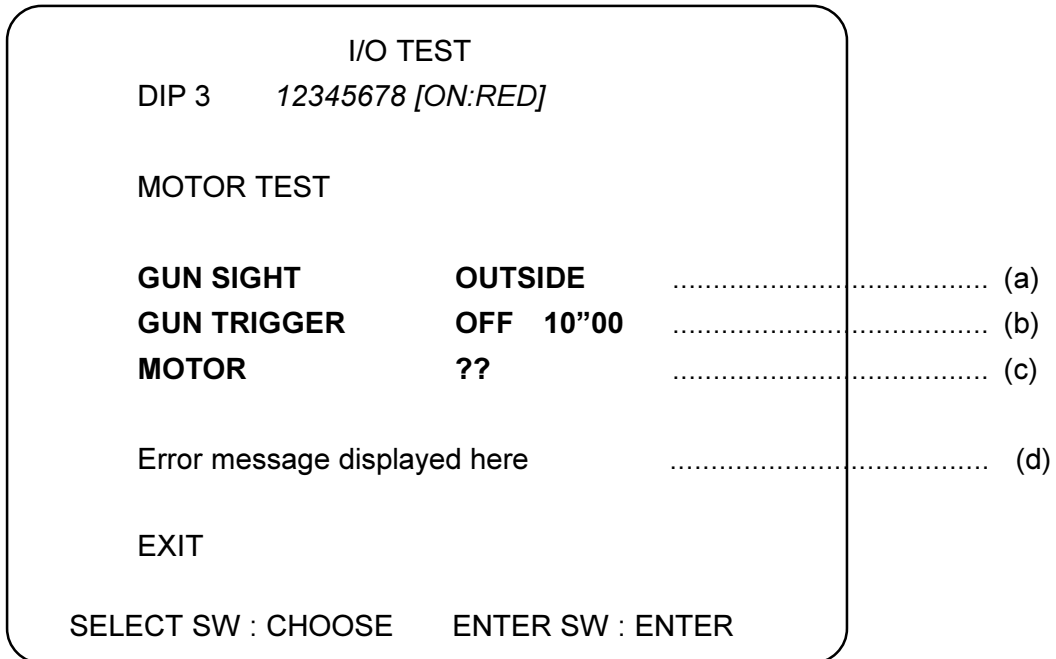 I/O TEST
DIP 3 12345678 [ON:RED]
MOTOR TEST
GUN SIGHT OUTSIDE ...................................... (a)
GUN TRIGGER OFF 10”00 ...................................... (b)
MOTOR ?? ...................................... (c)
Error message displayed here ...................................... (d)
EXIT
SELECT SW : CHOOSE ENTER SW : ENTER